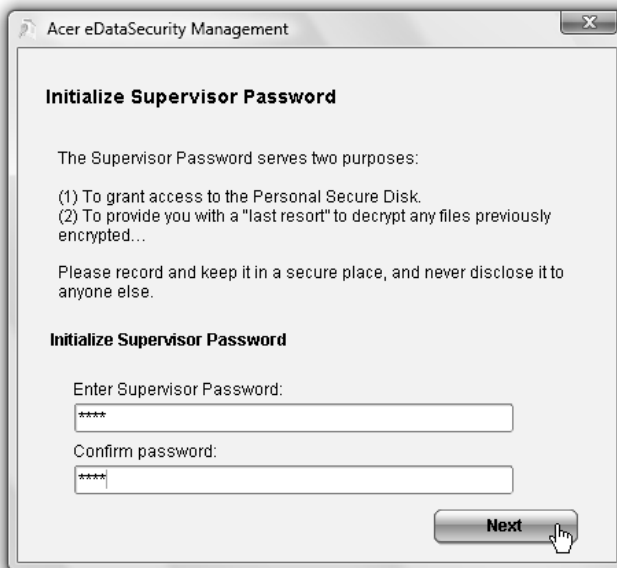 Acer eDataSecurity Management
x
Initialize Supervisor Password
The Supervisor Password serves two purposes:
(1) To grant access to the Personal Secure Disk.
(2) To provide you with a "last resort" to decrypt any files previously
encrypted...
Please record and keep it in a secure place, and never disclose it to
anyone else.
Initialize Supervisor Password
Enter Supervisor Password:
****
Confirm password:
****
Next